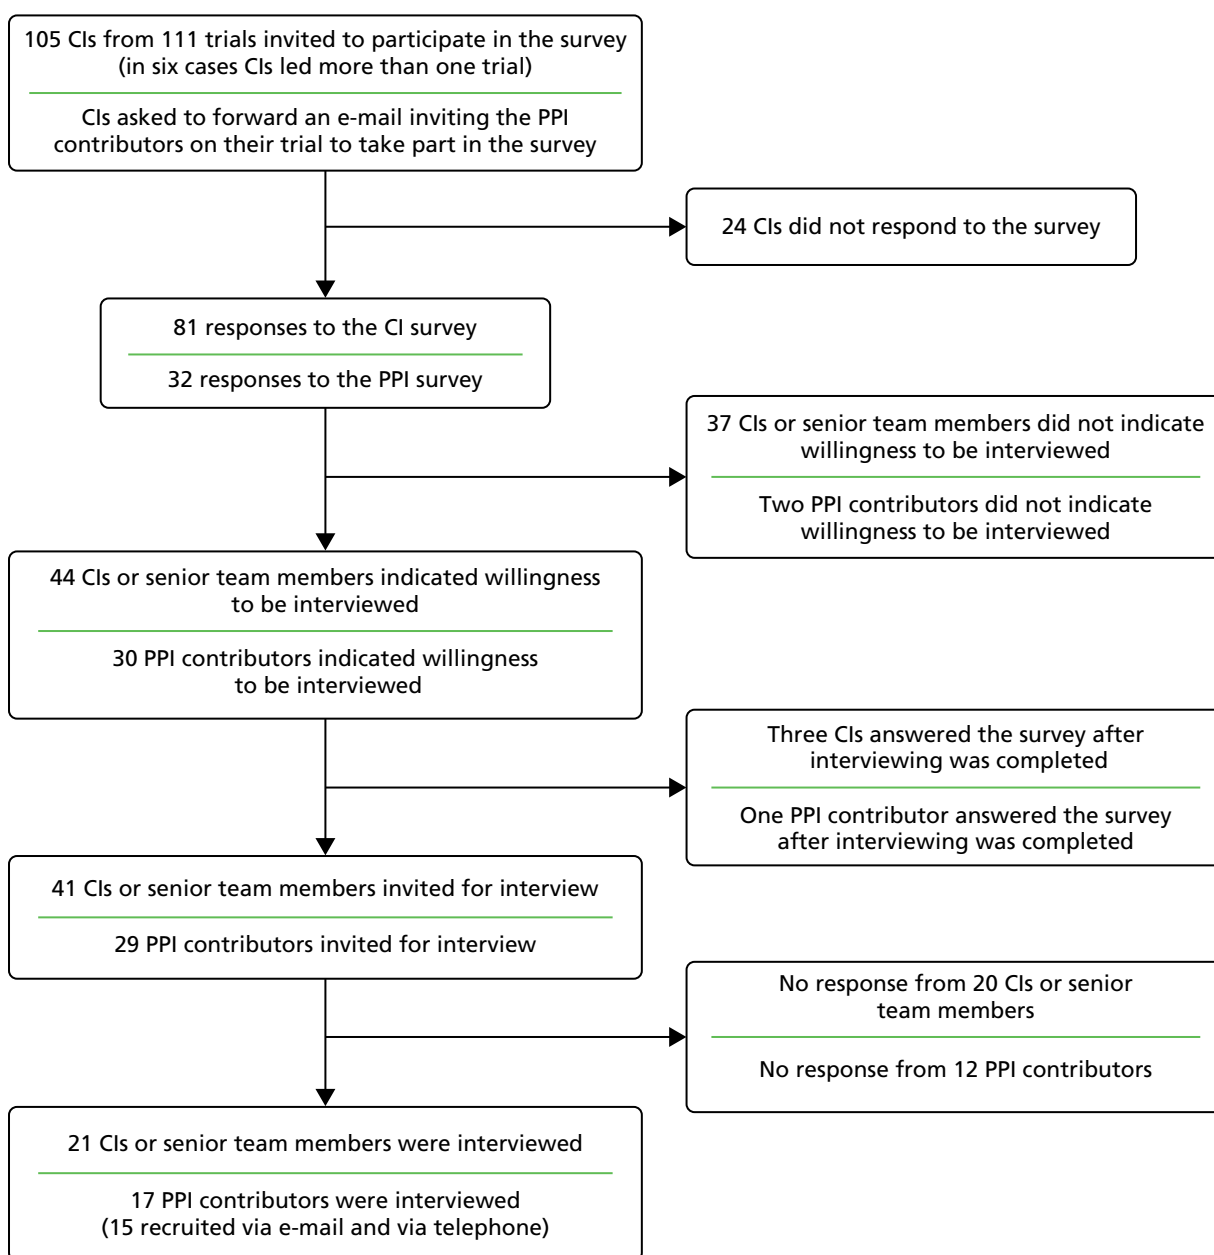 105 CIs from 111 trials invited to participate in the survey
(in six cases CIs led more than one trial)
CIs asked to forward an e-mail inviting the PPI
contributors on their trial to take part in the survey
24 CIs did not respond to the survey
81 responses to the CI survey
32 responses to the PPI survey
37 CIs or senior team members did not indicate
willingness to be interviewed
Two PPI contributors did not indicate
willingness to be interviewed
44 CIs or senior team members indicated willingness
to be interviewed
30 PPI contributors indicated willingness
to be interviewed
Three CIs answered the survey after
interviewing was completed
One PPI contributor answered the survey
after interviewing was completed
41 CIs or senior team members invited for interview
29 PPI contributors invited for interview
No response from 20 CIs or senior
team members
No response from 12 PPI contributors
21 CIs or senior team members were interviewed
17 PPI contributors were interviewed
(15 recruited via e-mail and via telephone)